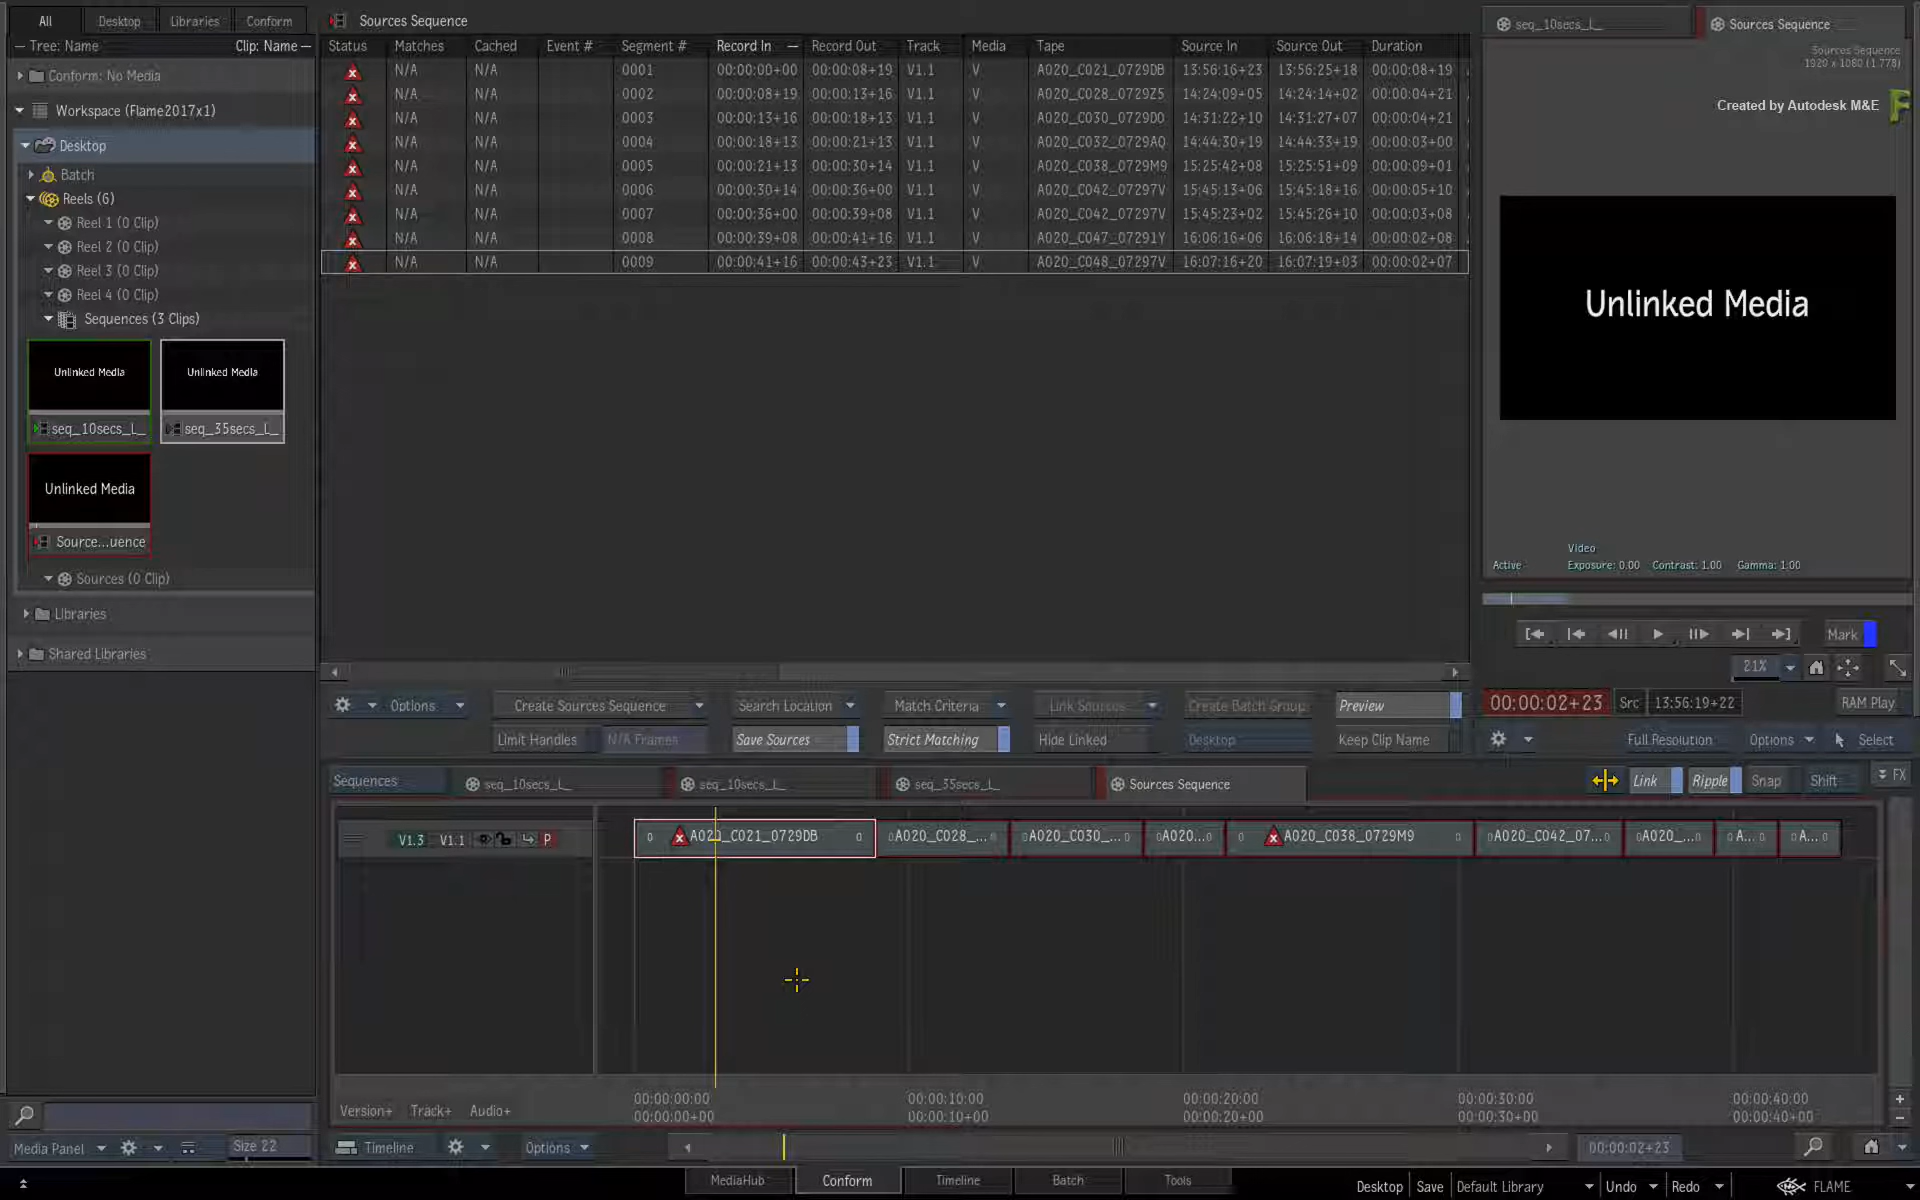 All Desktop Libraries Conform
Tree: Name Clip: Name
Conform: No Media
Workspace (Flame2017x1)
Desktop
Batch
Reels (6)
Reel 1 (0 Clip)
Reel 2 (0 Clip)
Reel 3 (0 Clip)
Reel 4 (0 Clip)
Sequences (3 Clips)
Unlinked Media Unlinked Media
seq_10secs_L_ seq_35secs_L_
Unlinked Media
Source...uence
Sources (0 Clip)
Libraries
Shared Libraries
Media Panel Size 22
Sources Sequence
Status Matches Cached Event # Segment # Record In Record Out Track Media Tape Source In Source Out Duration
N/A N/A 0001 00:00:00+00 00:00:08+19 V1.1 V A020_C021_0729DB 13:56:16+23 13:56:25+18 00:00:08+19
N/A N/A 0002 00:00:08+19 00:00:13+16 V1.1 V A020_C028_0729Z5 14:24:09+05 14:24:14+02 00:00:04+21
N/A N/A 0003 00:00:13+16 00:00:18+13 V1.1 V A020_C030_0729D0 14:31:22+10 14:31:27+07 00:00:04+21
N/A N/A 0004 00:00:18+13 00:00:21+13 V1.1 V A020_C032_0729AQ 14:44:30+19 14:44:33+19 00:00:03+00
N/A N/A 0005 00:00:21+13 00:00:30+14 V1.1 V A020_C038_0729M9 15:25:42+08 15:25:51+09 00:00:09+01
N/A N/A 0006 00:00:30+14 00:00:36+00 V1.1 V A020_C042_07297V 15:45:13+06 15:45:18+16 00:00:05+10
N/A N/A 0007 00:00:36+00 00:00:39+08 V1.1 V A020_C042_07297V 15:45:23+02 15:45:26+10 00:00:03+08
N/A N/A 0008 00:00:39+08 00:00:41+16 V1.1 V A020_C047_07291Y 16:06:16+06 16:06:18+14 00:00:02+08
N/A N/A 0009 00:00:41+16 00:00:43+23 V1.1 V A020_C048_07297V 16:07:16+20 16:07:19+03 00:00:02+07
Options Create Sources Sequence Search Location Match Criteria Link Sources Create Batch Group Preview
Limit Handles N/A Frames Save Sources Strict Matching Hide Linked Desktop Keep Clip Name
seq_10secs_L_ Sources Sequence
Sources Sequence
1920 x 1080 (1.778)
Created by Autodesk M&E
Unlinked Media
Video
Active Exposure: 0.00 Contrast: 1.00 Gamma: 1.00
Mark
21%
00:00:02+23 Src 13:56:19+22 RAM Play
Full Resolution Options Select
Sequences seq_10secs_L_ seq_10secs_L_ seq_35secs_L_ Sources Sequence Link Ripple Snap Shift FX
V1.3 V1.1 P A020_C021_0729DB A020_C028_... A020_C030_... A020... A020_C038_0729M9 A020_C042_07... A020_... A... A...
00:00:00:00 00:00:10:00 00:00:20:00 00:00:30:00 00:00:40:00
Version+ Track+ Audio+ 00:00:00+00 00:00:10+00 00:00:20+00 00:00:30+00 00:00:40+00
Timeline Options 00:00:02+23
MediaHub Conform Timeline Batch Tools Desktop Save Default Library Undo Redo FLAME